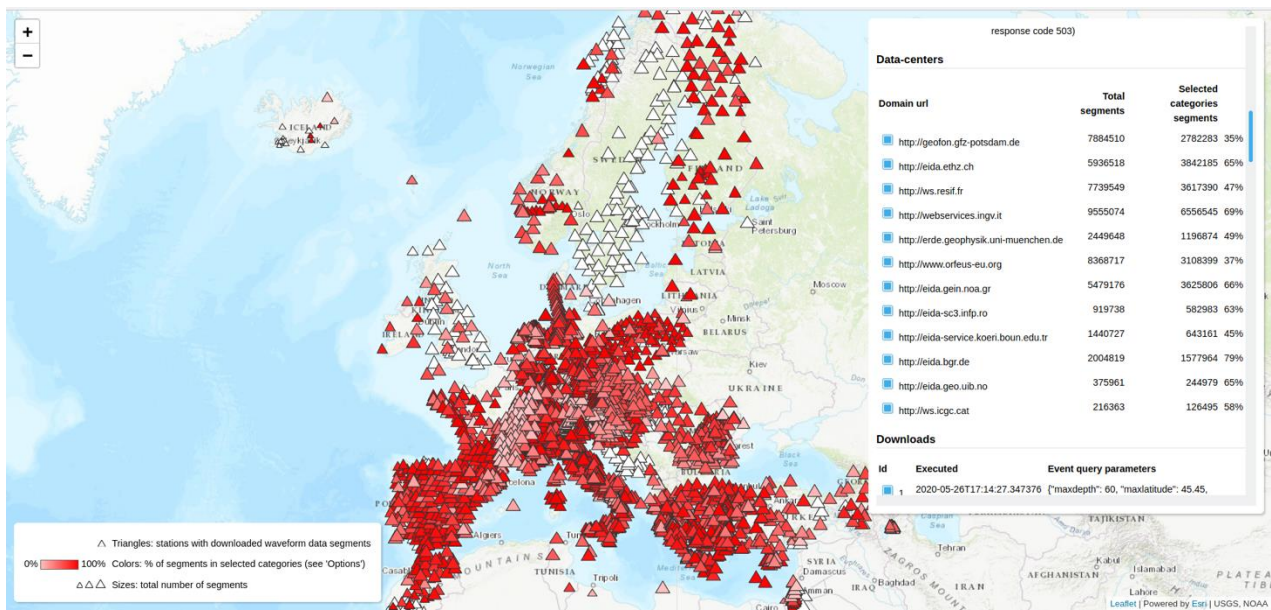 +
−
response code 503)
Data-centers
Domain url Total segments Selected categories segments
http://geofon.gfz-potsdam.de 7884510 2782283 35%
http://eida.ethz.ch 5936518 3842185 65%
http://ws.resif.fr 7739549 3617390 47%
http://webservices.ingv.it 9555074 6556545 69%
http://erde.geophysik.uni-muenchen.de 2449648 1196874 49%
http://www.orfeus-eu.org 8368717 3108399 37%
http://eida.gein.noa.gr 5479176 3625806 66%
http://eida-sc3.infp.ro 919738 582983 63%
http://eida-service.koeri.boun.edu.tr 1440727 643161 45%
http://eida.bgr.de 2004819 1577964 79%
http://eida.geo.uib.no 375961 244979 65%
http://ws.icgc.cat 216363 126495 58%
Downloads
Id Executed Event query parameters
1 2020-05-26T17:14:27.347376 {"maxdepth": 60, "maxlatitude": 45.45,
Norwegian
Sea
ICELAND
NORWAY
Oslo
Lake
Ladoga
Saint
Petersburg
North
Sea
LATVIA
Moscow
Minsk
BELARUS
Kiev
UKRAINE
Black
Sea
Algiers
TUNISIA
Tripoli
Cairo
SYRIA
Damascus
Amman
IRAQ
Baghdad
Caspian
Sea
Tehran
ZAGROS MOUNT
IRAN
AFGHANISTAN
TAJIKISTAN
Kabul
Islamabad
Lahore
PLATEA
TIB
Triangles: stations with downloaded waveform data segments
0% 100% Colors: % of segments in selected categories (see 'Options')
Sizes: total number of segments
Leaflet | Powered by Esri | USGS, NOAA